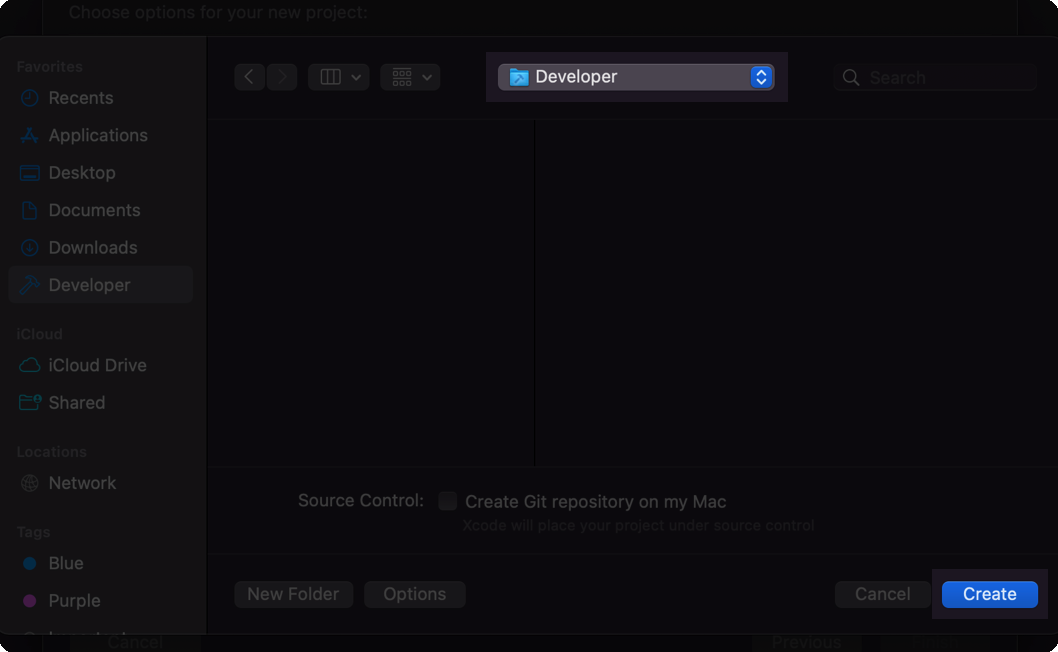 Choose options for your new project:
Favorites
Recents
Applications
Desktop
Documents
Downloads
Developer
iCloud
iCloud Drive
Shared
Locations
Network
Tags
Blue
Purple
Developer
Search
Source Control: Create Git repository on my Mac
Xcode will place your project under source control
New Folder Options Cancel Create
Cancel Previous